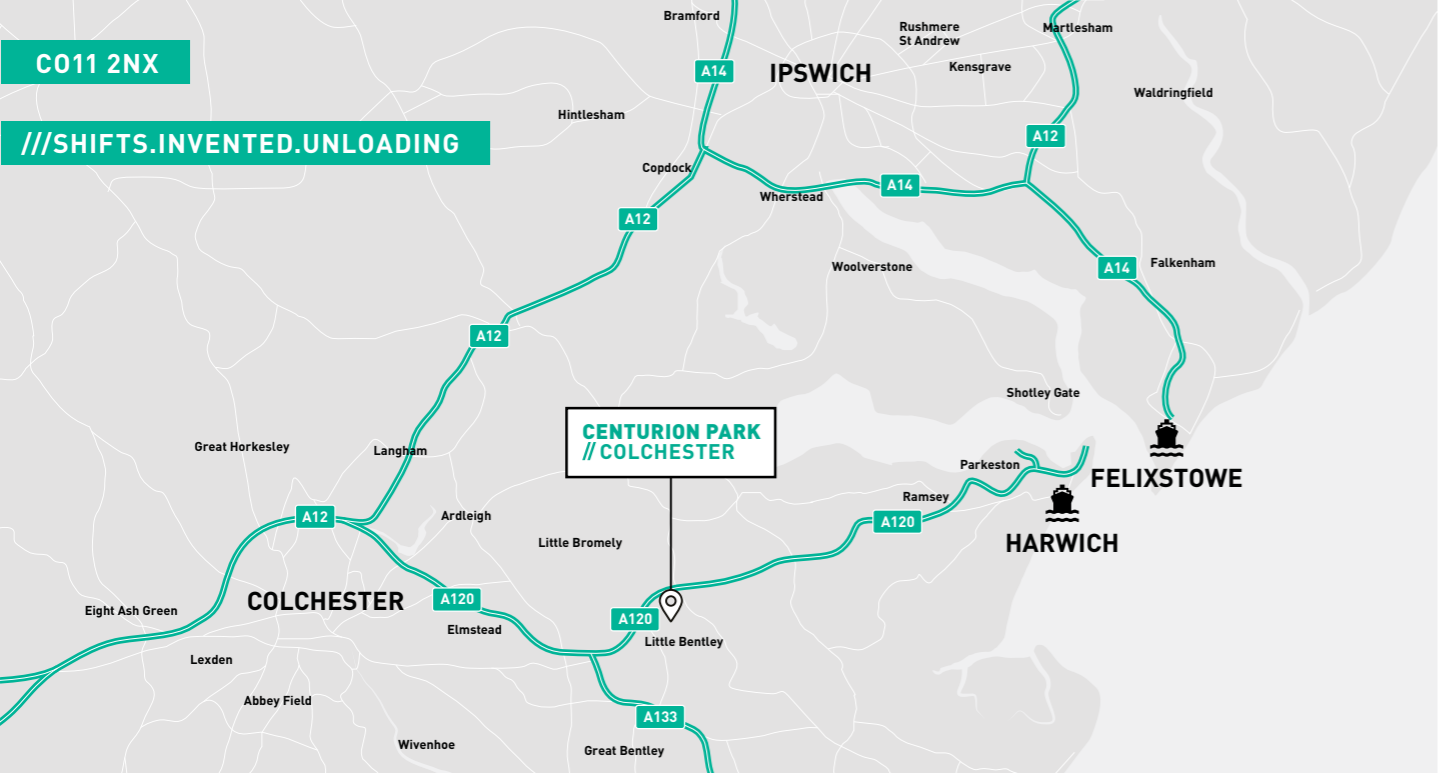 CO11 2NX
///SHIFTS.INVENTED.UNLOADING
Bramford
Rushmere
St Andrew
Martlesham
A14
IPSWICH
Kensgrave
Waldringfield
Hintlesham
A12
Copdock
A14
Wherstead
A12
Woolverstone
A14
Falkenham
A12
Shotley Gate
CENTURION PARK
// COLCHESTER
Great Horkesley
Langham
Parkeston
FELIXSTOWE
Ramsey
A12
Ardleigh
A120
HARWICH
Little Bromely
COLCHESTER
A120
Eight Ash Green
A120
Elmstead
Little Bentley
Lexden
Abbey Field
A133
Wivenhoe
Great Bentley